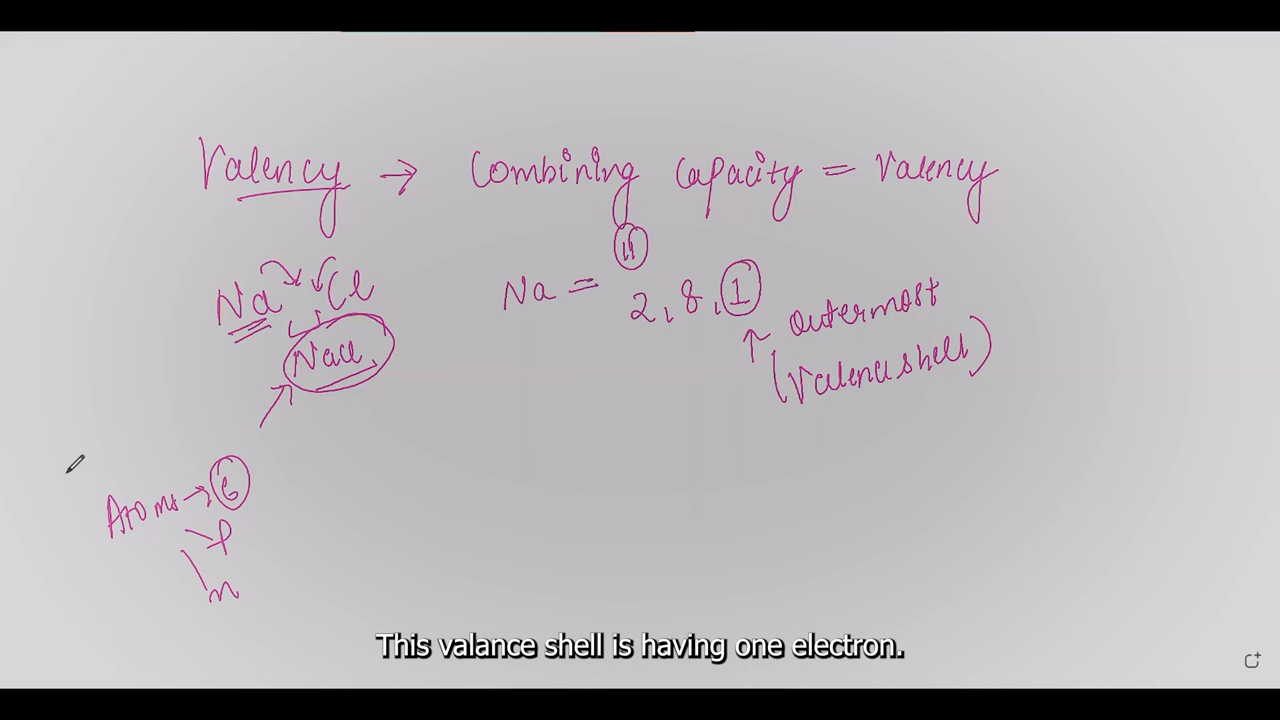 Valency → Combining Capacity = Valency
11
Na Cl
Na = 2, 8, 1
outermost
(Valence shell)
NaCl
Atoms → e
p
n
This valance shell is having one electron.